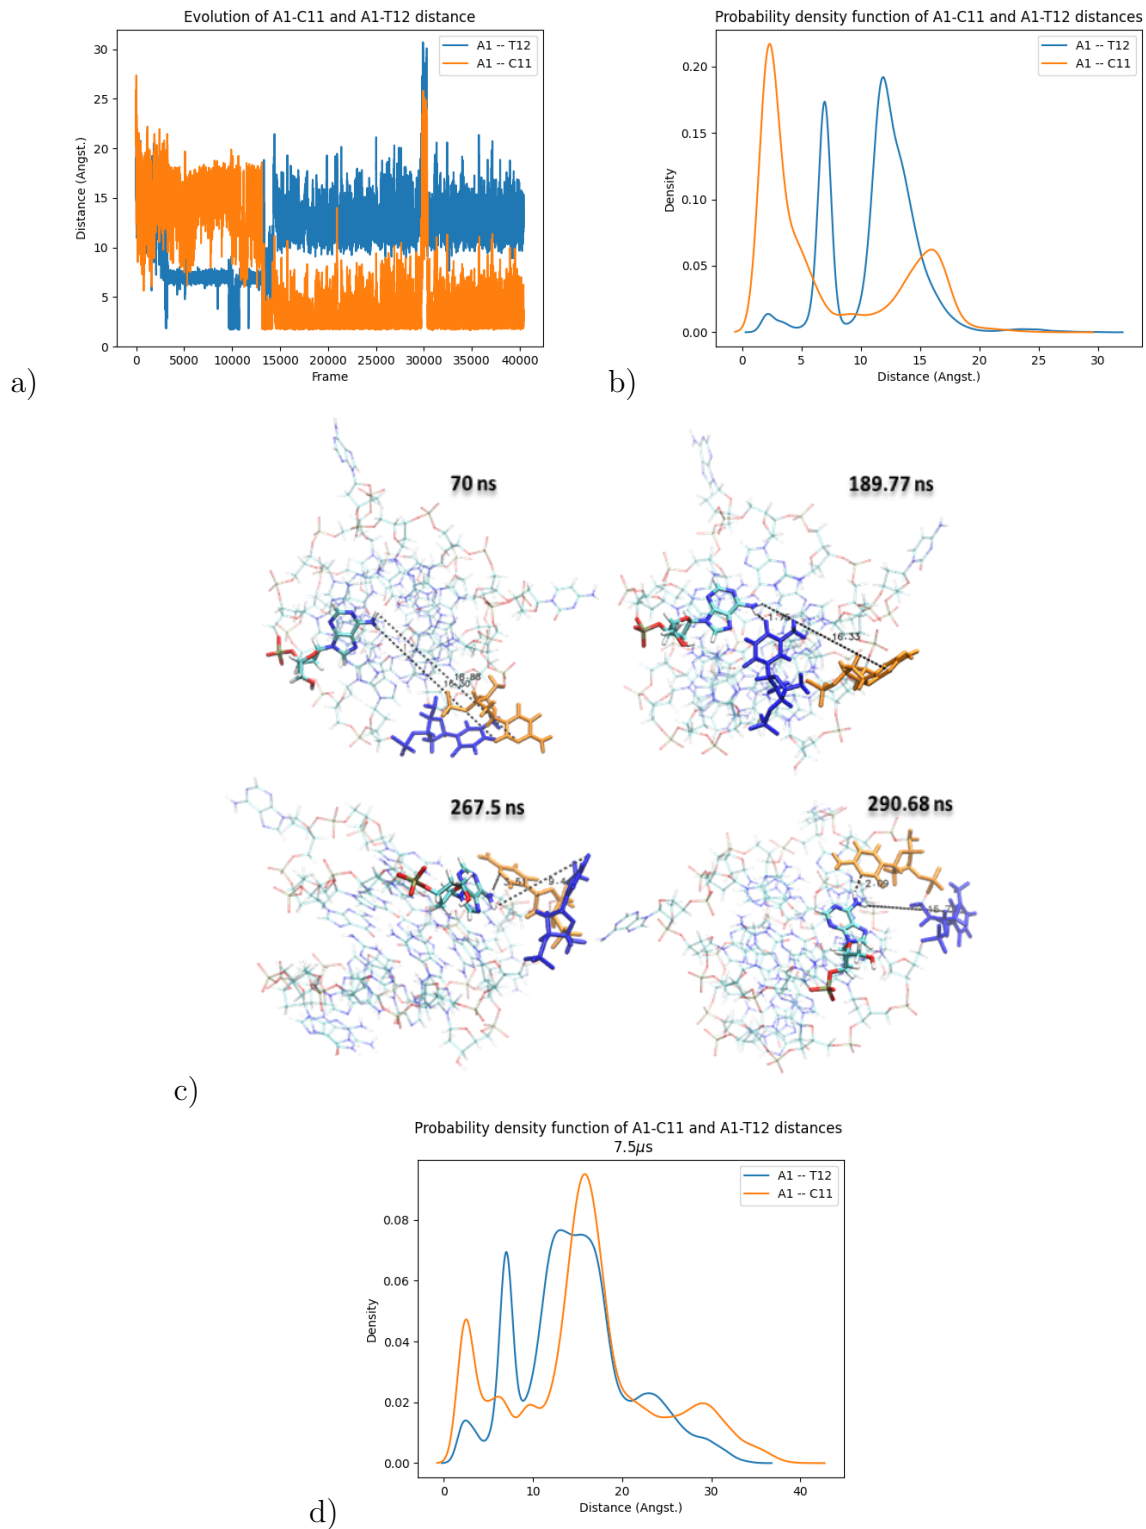 Evolution of A1-C11 and A1-T12 distance
A1 -- T12
A1 -- C11
30
25
20
15
10
5
0
Distance (Angst.)
0 5000 10000 15000 20000 25000 30000 35000 40000
Frame
a)
Probability density function of A1-C11 and A1-T12 distances
A1 -- T12
A1 -- C11
0.20
0.15
0.10
0.05
0.00
Density
0 5 10 15 20 25 30
Distance (Angst.)
b)
70 ns
189.77 ns
16.33
267.5 ns
290.68 ns
2.09
c)
Probability density function of A1-C11 and A1-T12 distances
7.5μs
A1 -- T12
A1 -- C11
0.08
0.06
0.04
0.02
0.00
Density
0 10 20 30 40
Distance (Angst.)
d)